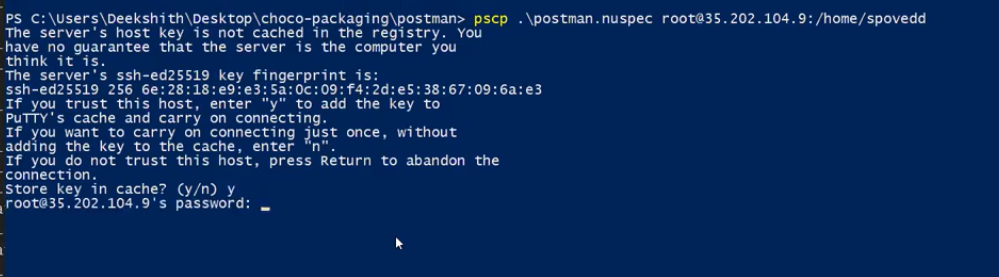 PS C:\Users\Deekshith\Desktop\choco-packaging\postman> pscp .\postman.nuspec root@35.202.104.9:/home/spovedd
The server's host key is not cached in the registry. You
have no guarantee that the server is the computer you
think it is.
The server's ssh-ed25519 key fingerprint is:
ssh-ed25519 256 6e:28:18:e9:e3:5a:0c:09:f4:2d:e5:38:67:09:6a:e3
If you trust this host, enter "y" to add the key to
PuTTY's cache and carry on connecting.
If you want to carry on connecting just once, without
adding the key to the cache, enter "n".
If you do not trust this host, press Return to abandon the
connection.
Store key in cache? (y/n) y
root@35.202.104.9's password: _